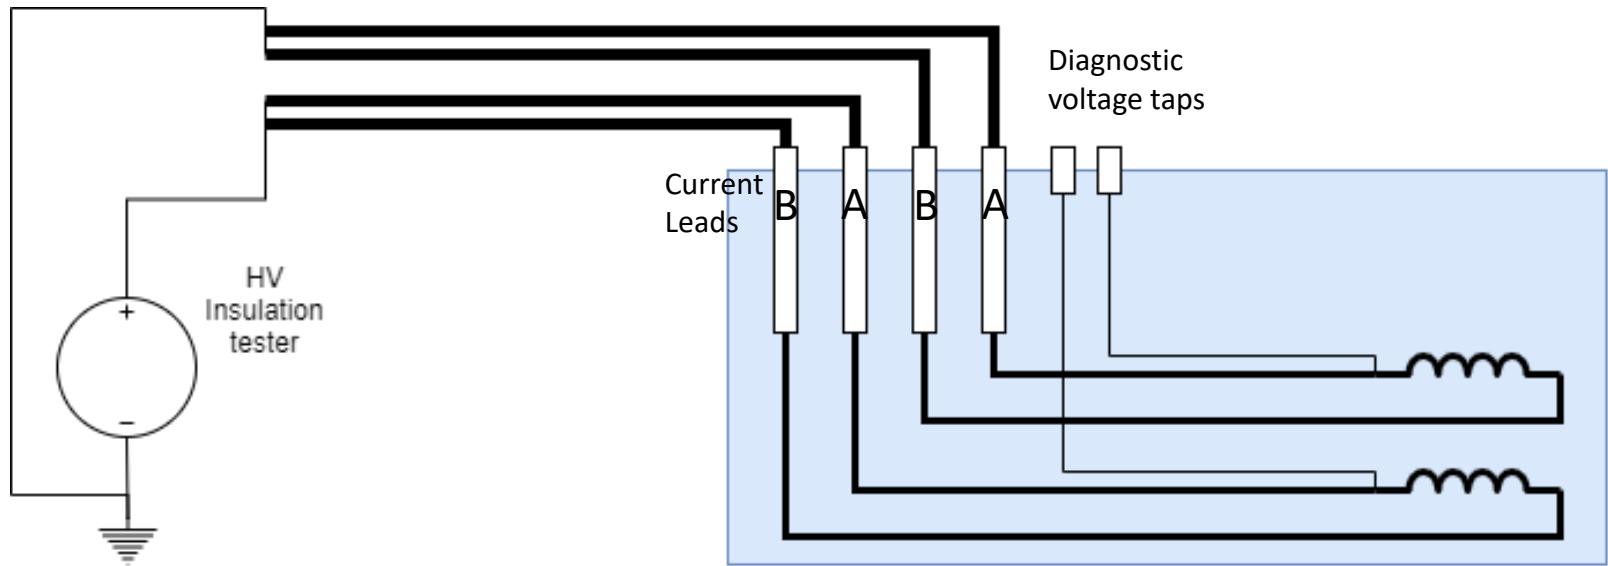 Diagnostic
voltage taps
Current
Leads
B
A
B
A
HV
Insulation
tester
+
−